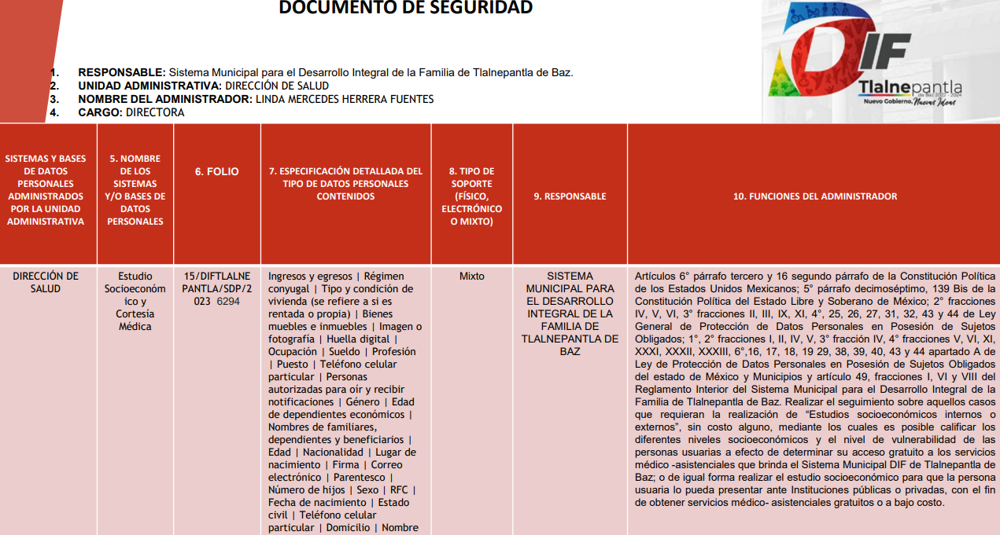 DOCUMENTO DE SEGURIDAD
DIF
Tlalnepantla
de Baz 2022 - 2024
Nuevo Gobierno, Nuevas Ideas
1. RESPONSABLE: Sistema Municipal para el Desarrollo Integral de la Familia de Tlalnepantla de Baz.
2. UNIDAD ADMINISTRATIVA: DIRECCIÓN DE SALUD
3. NOMBRE DEL ADMINISTRADOR: LINDA MERCEDES HERRERA FUENTES
4. CARGO: DIRECTORA
SISTEMAS Y BASES
DE DATOS
PERSONALES
ADMINISTRADOS
POR LA UNIDAD
ADMINISTRATIVA
5. NOMBRE
DE LOS
SISTEMAS
Y/O BASES DE
DATOS
PERSONALES
6. FOLIO
7. ESPECIFICACIÓN DETALLADA DEL
TIPO DE DATOS PERSONALES
CONTENIDOS
8. TIPO DE
SOPORTE
(FÍSICO,
ELECTRÓNICO
O MIXTO)
9. RESPONSABLE
10. FUNCIONES DEL ADMINISTRADOR
DIRECCIÓN DE
SALUD
Estudio
Socioeconóm
ico y
Cortesía
Médica
15/DIFTLALNE
PANTLA/SDP/2
023 6294
Ingresos y egresos | Régimen
conyugal | Tipo y condición de
vivienda (se refiere a si es
rentada o propia) | Bienes
muebles e inmuebles | Imagen o
fotografía | Huella digital |
Ocupación | Sueldo | Profesión
| Puesto | Teléfono celular
particular | Personas
autorizadas para oír y recibir
notificaciones | Género | Edad
de dependientes económicos |
Nombres de familiares,
dependientes y beneficiarios |
Edad | Nacionalidad | Lugar de
nacimiento | Firma | Correo
electrónico | Parentesco |
Número de hijos | Sexo | RFC |
Fecha de nacimiento | Estado
civil | Teléfono celular
particular | Domicilio | Nombre
Mixto
SISTEMA
MUNICIPAL PARA
EL DESARROLLO
INTEGRAL DE LA
FAMILIA DE
TLALNEPANTLA DE
BAZ
Artículos 6° párrafo tercero y 16 segundo párrafo de la Constitución Política
de los Estados Unidos Mexicanos; 5° párrafo decimoséptimo, 139 Bis de la
Constitución Política del Estado Libre y Soberano de México; 2° fracciones
IV, V, VI, 3° fracciones II, III, IX, XI, 4°, 25, 26, 27, 31, 32, 43 y 44 de Ley
General de Protección de Datos Personales en Posesión de Sujetos
Obligados; 1°, 2° fracciones I, II, IV, V, 3° fracción IV, 4° fracciones V, VI, XI,
XXXI, XXXII, XXXIII, 6°,16, 17, 18, 19 29, 38, 39, 40, 43 y 44 apartado A de
Ley de Protección de Datos Personales en Posesión de Sujetos Obligados
del estado de México y Municipios y artículo 49, fracciones I, VI y VIII del
Reglamento Interior del Sistema Municipal para el Desarrollo Integral de la
Familia de Tlalnepantla de Baz. Realizar el seguimiento sobre aquellos casos
que requieran la realización de “Estudios socioeconómicos internos o
externos”, sin costo alguno, mediante los cuales es posible calificar los
diferentes niveles socioeconómicos y el nivel de vulnerabilidad de las
personas usuarias a efecto de determinar su acceso gratuito a los servicios
médico -asistenciales que brinda el Sistema Municipal DIF de Tlalnepantla de
Baz; o de igual forma realizar el estudio socioeconómico para que la persona
usuaria lo pueda presentar ante Instituciones públicas o privadas, con el fin
de obtener servicios médico- asistenciales gratuitos o a bajo costo.